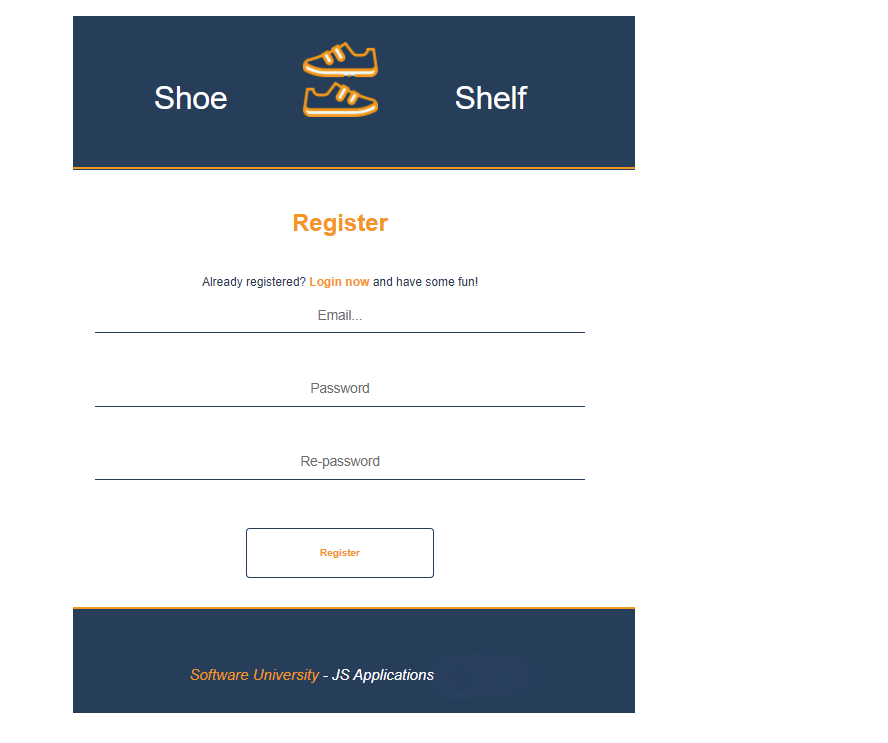 Shoe Shelf
Register
Already registered? Login now and have some fun!
Email...
Password
Re-password
Register
Software University - JS Applications